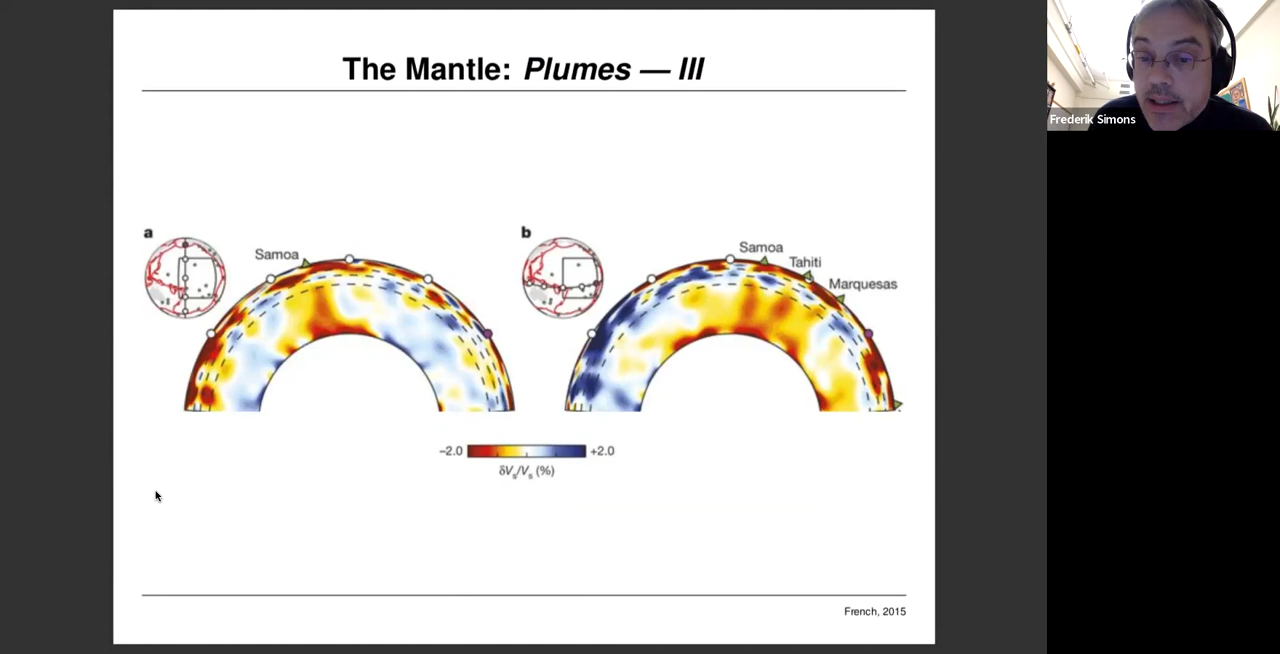 The Mantle: Plumes — III
Frederik Simons
a
Samoa
b
Samoa
Tahiti
Marquesas
−2.0
+2.0
δVs/Vs (%)
French, 2015